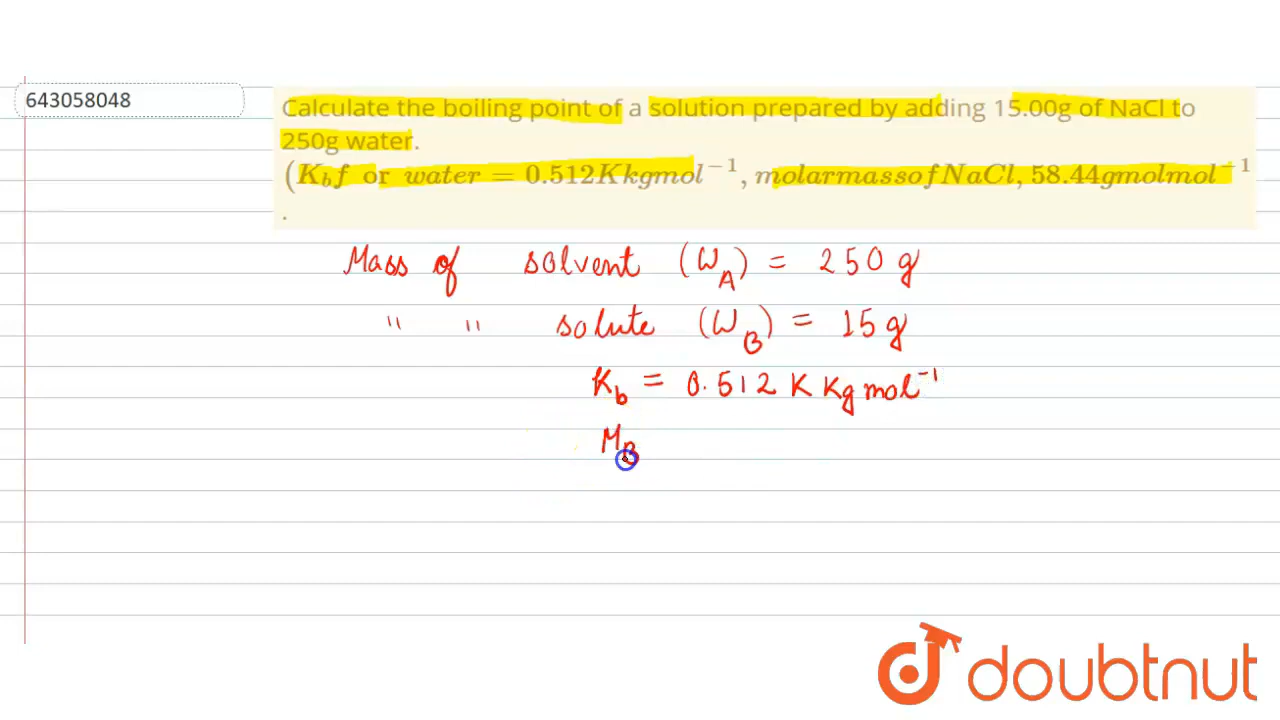 643058048
Calculate the boiling point of a solution prepared by adding 15.00g of NaCl to
250g water.
(K_b f or water = 0.512 K kgmol^{-1}, molarmassofNaCl, 58.44gmolmol^{-1}
.
Mass of solvent (W_A) = 250 g
" " solute (W_B) = 15 g
K_b = 0.512 K Kg mol^{-1}
M_B
doubtnut